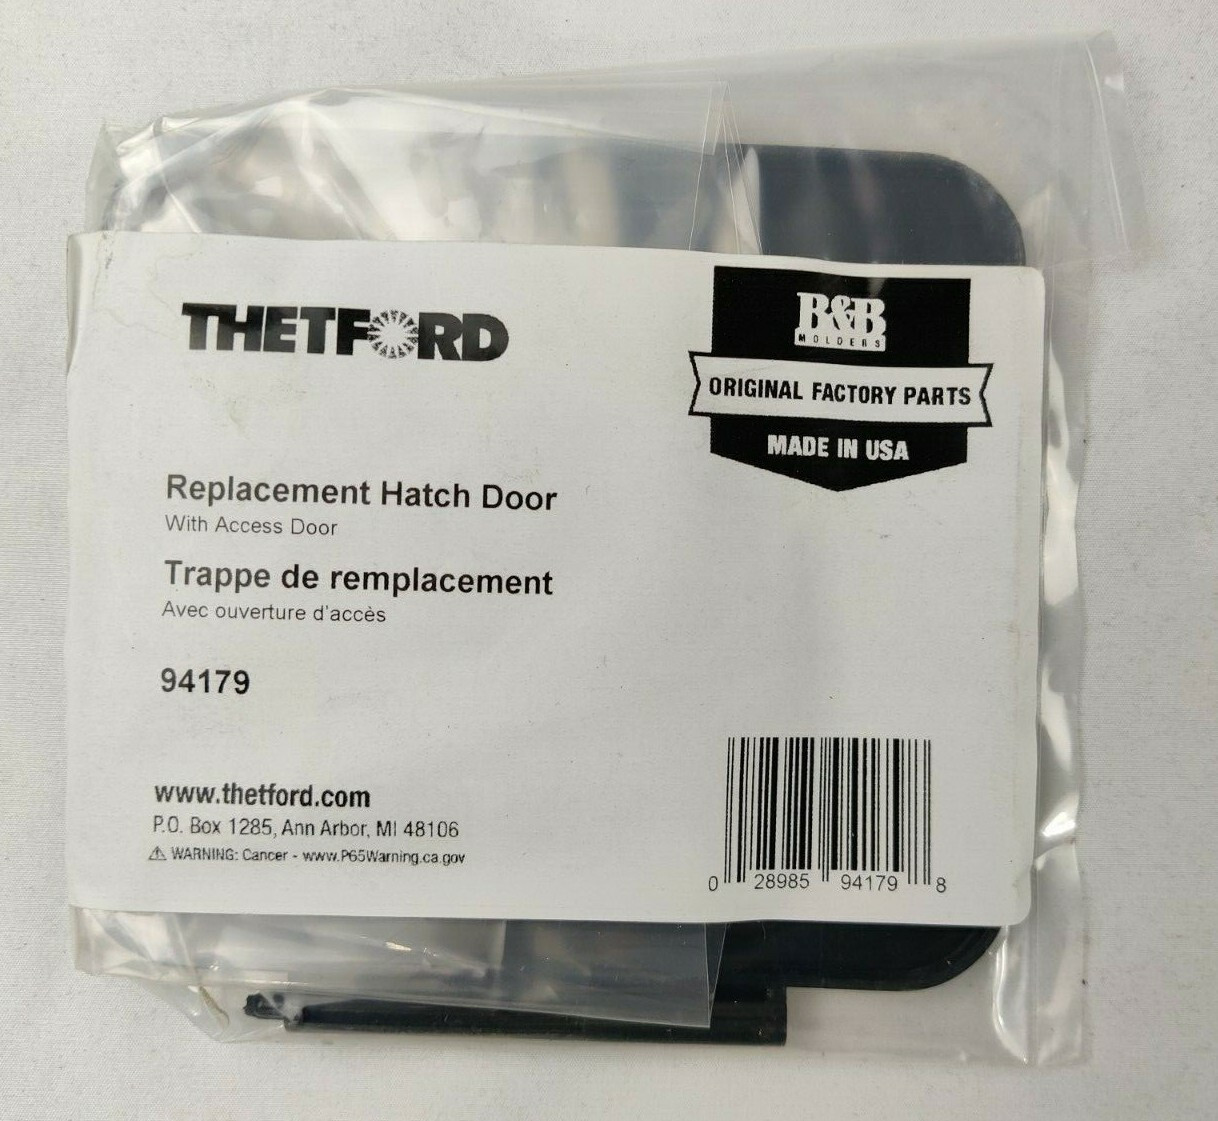 THETFORD
B&B
MOLDERS
ORIGINAL FACTORY PARTS
MADE IN USA
Replacement Hatch Door
With Access Door
Trappe de remplacement
Avec ouverture d'accès
94179
www.thetford.com
P.O. Box 1285, Ann Arbor, MI 48106
⚠ WARNING: Cancer - www.P65Warning.ca.gov
0 28985 94179 8